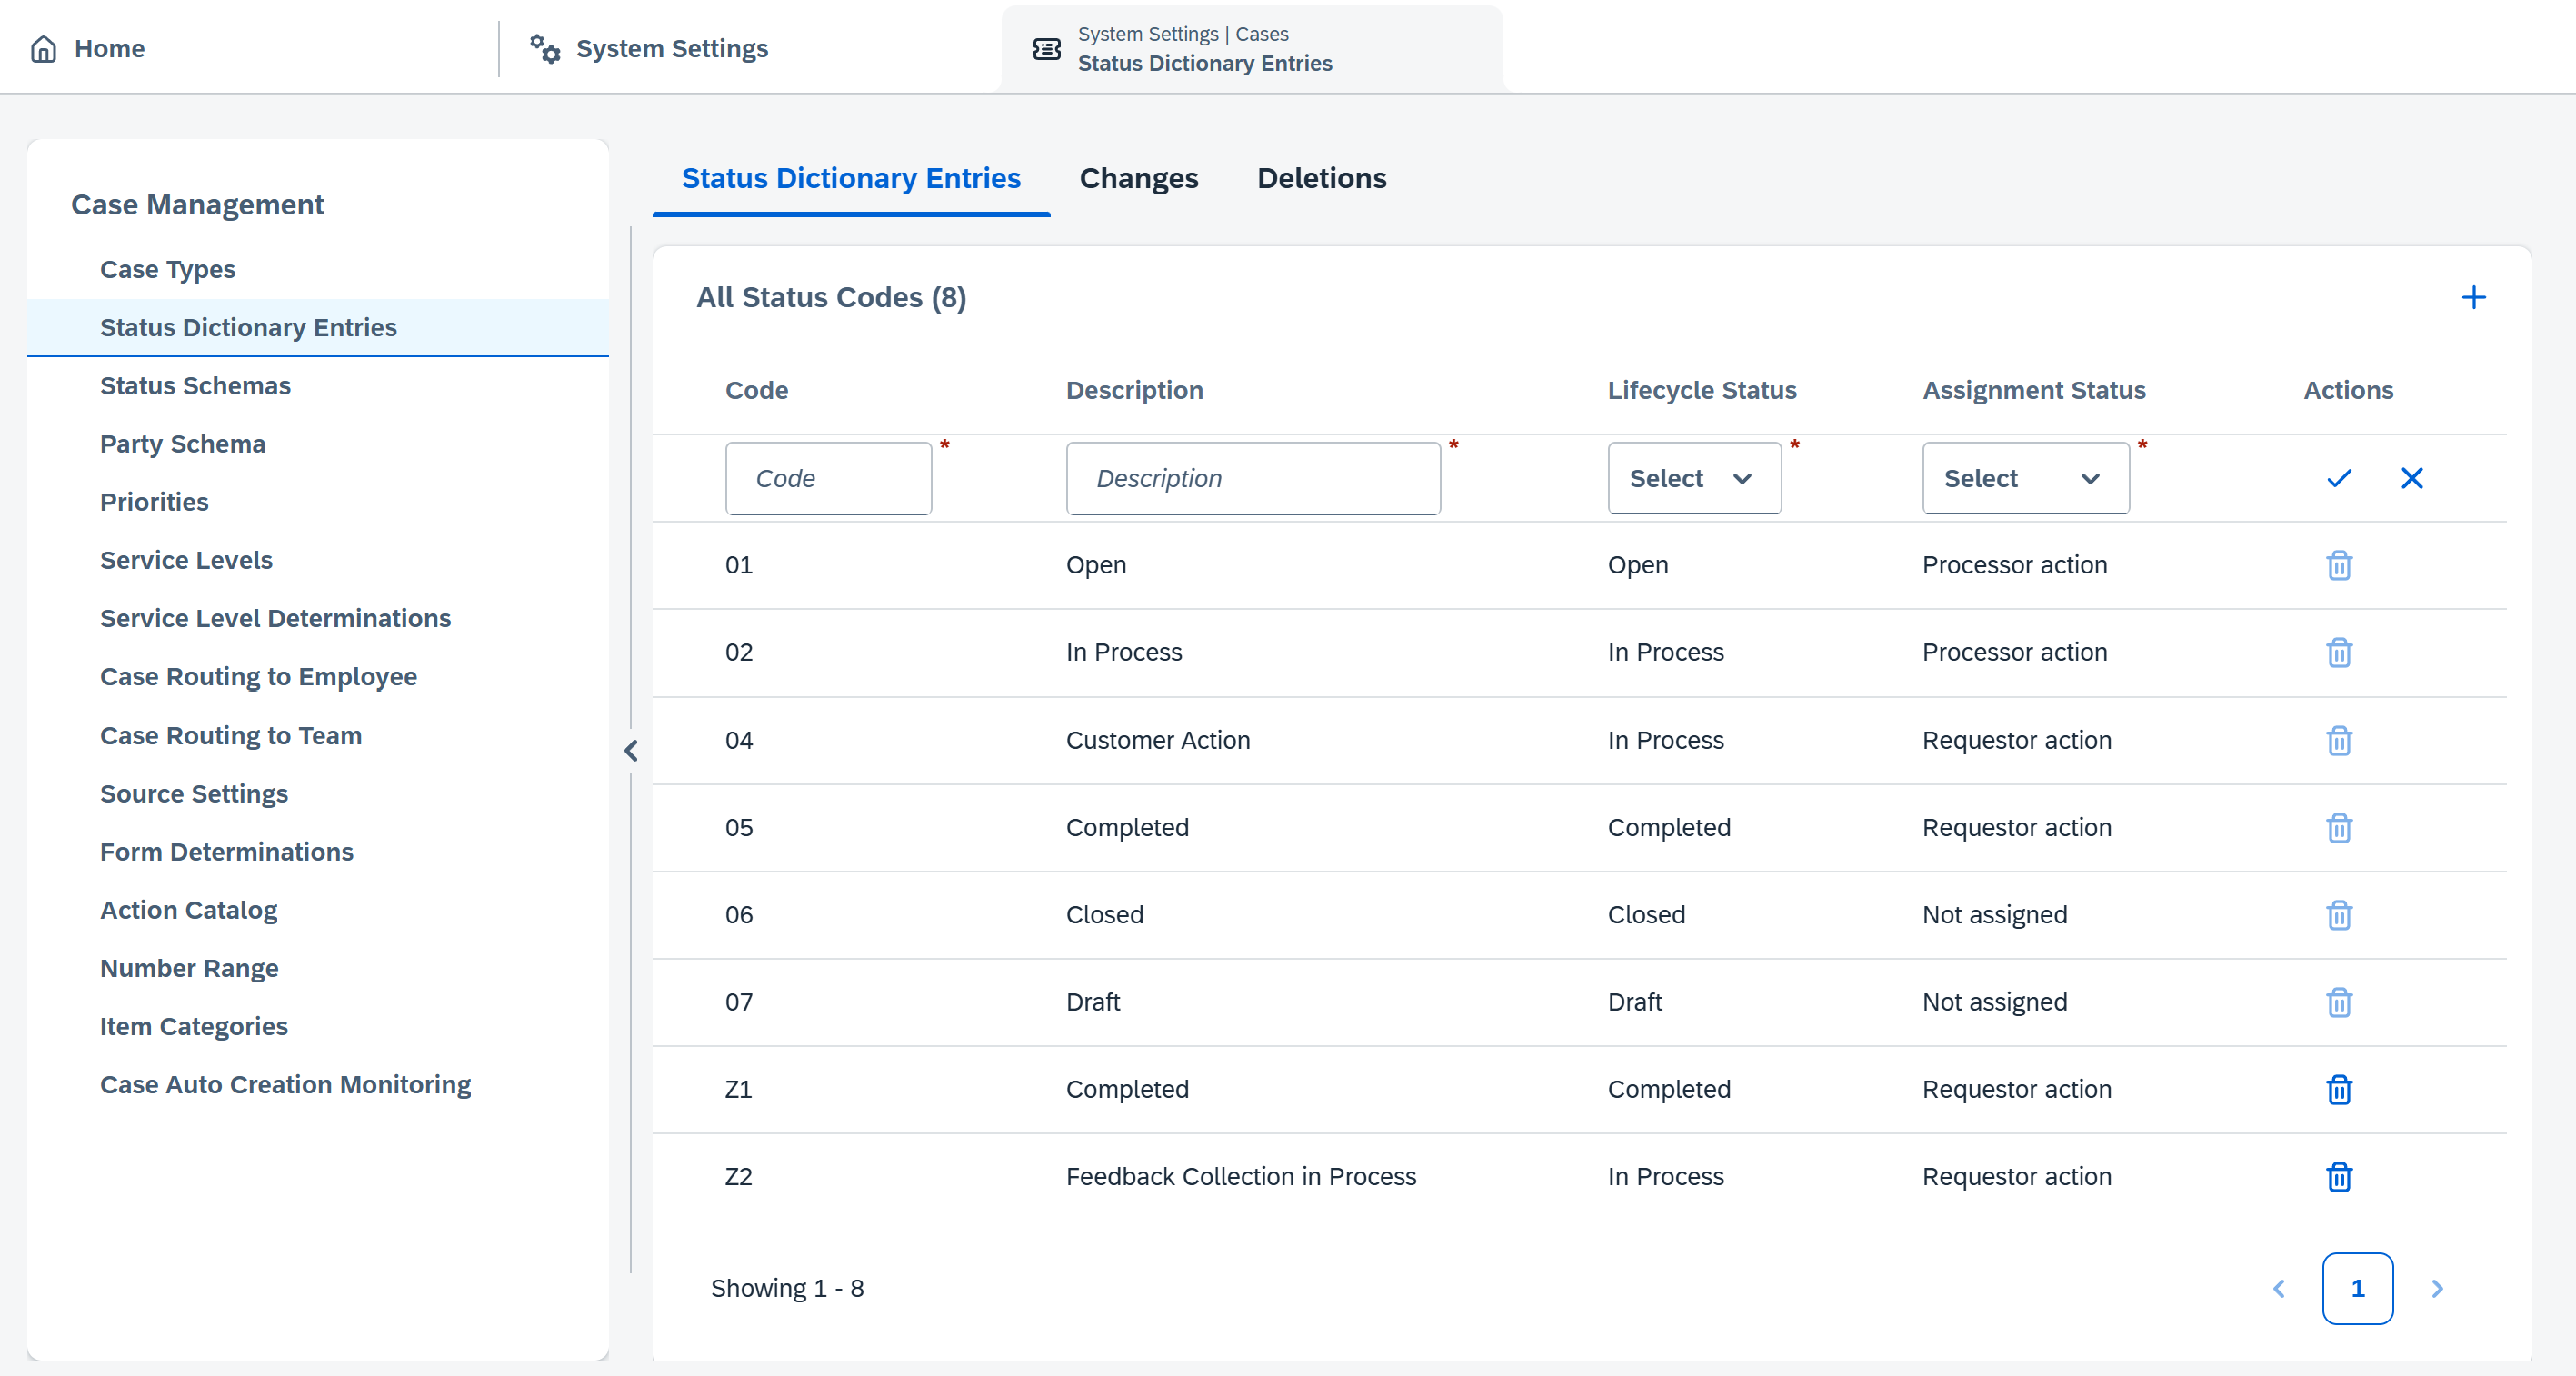 Home
System Settings
System Settings | Cases
Status Dictionary Entries
Case Management
Case Types
Status Dictionary Entries
Status Schemas
Party Schema
Priorities
Service Levels
Service Level Determinations
Case Routing to Employee
Case Routing to Team
Source Settings
Form Determinations
Action Catalog
Number Range
Item Categories
Case Auto Creation Monitoring
Status Dictionary Entries Changes Deletions
All Status Codes (8)
Code Description Lifecycle Status Assignment Status Actions
Code * Description * Select * Select *
01 Open Open Processor action
02 In Process In Process Processor action
04 Customer Action In Process Requestor action
05 Completed Completed Requestor action
06 Closed Closed Not assigned
07 Draft Draft Not assigned
Z1 Completed Completed Requestor action
Z2 Feedback Collection in Process In Process Requestor action
Showing 1 - 8
1